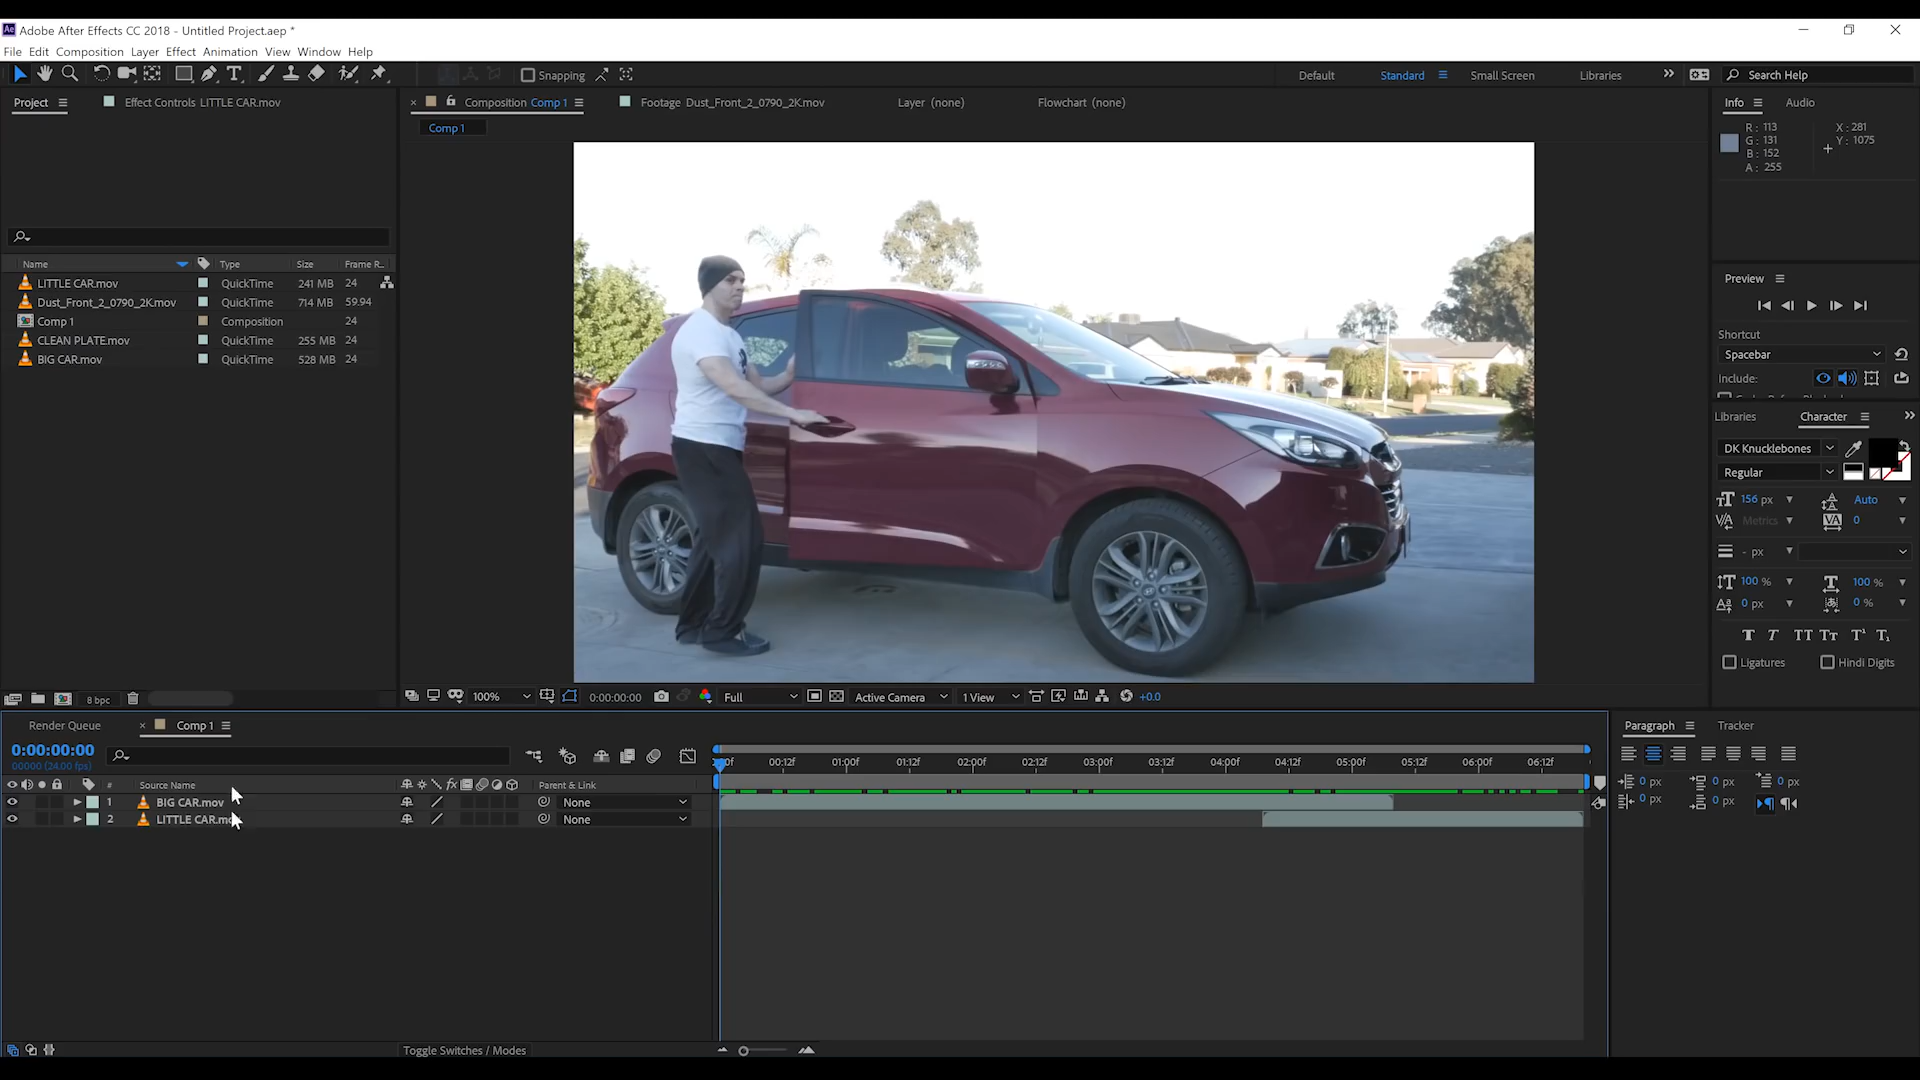 Adobe After Effects CC 2018 - Untitled Project.aep *
File Edit Composition Layer Effect Animation View Window Help
Snapping
Default Standard Small Screen Libraries Search Help
Project Effect Controls LITTLE CAR.mov
Composition Comp 1 Footage Dust_Front_2_0790_2K.mov Layer (none) Flowchart (none)
Comp 1
Info Audio
R : 113 X : 281
G : 131 Y : 1075
B : 152
A : 255
Name Type Size Frame R..
LITTLE CAR.mov QuickTime 241 MB 24
Dust_Front_2_0790_2K.mov QuickTime 714 MB 59.94
Comp 1 Composition 24
CLEAN PLATE.mov QuickTime 255 MB 24
BIG CAR.mov QuickTime 528 MB 24
Preview
Shortcut
Spacebar
Include:
Libraries Character
DK Knucklebones
Regular
156 px Auto
Metrics 0
- px
100 % 100 %
0 px 0 %
T T TT TT T¹ T₁
Ligatures Hindi Digits
8 bpc
100% 0:00:00:00 Full Active Camera 1 View +0.0
Render Queue Comp 1
0:00:00:00
00000 (24.00 fps)
00f 00:12f 01:00f 01:12f 02:00f 02:12f 03:00f 03:12f 04:00f 04:12f 05:00f 05:12f 06:00f 06:12f
# Source Name fx Parent & Link
1 BIG CAR.mov None
2 LITTLE CAR.mo None
Paragraph Tracker
0 px 0 px 0 px
0 px 0 px
Toggle Switches / Modes